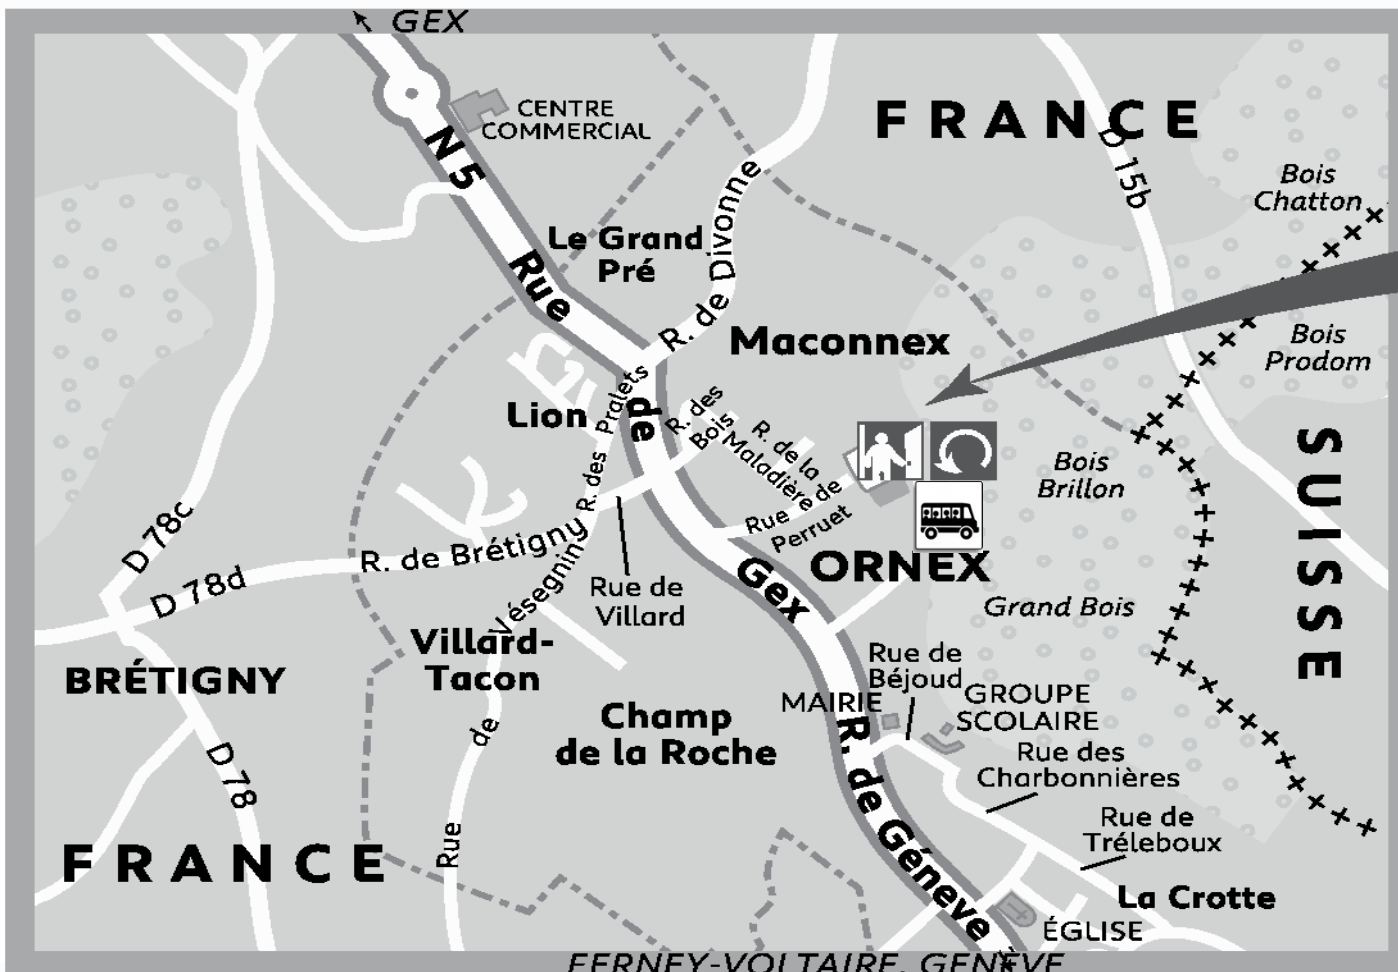 GEX
CENTRE
COMMERCIAL
FRANCE
N 5
D 15b
Bois
Chatton
R. de Divonne
Le Grand
Pré
Rue
de
Gex
Maconnex
Bois
Prodom
Lion
R. des Pralets
R. des
Bois
R. de la
Maladière
Rue de
Perruet
Bois
Brillon
SUISSE
D 78c
R. de Brétigny
D 78d
Rue de
Villard
ORNEX
Grand Bois
Rue de Vésegnin
Villard-
Tacon
BRÉTIGNY
Rue de
Béjoud
MAIRIE
GROUPE
SCOLAIRE
Champ
de la Roche
Rue des
Charbonnières
R. de Géneve
D 78
Rue de
Tréleboux
FRANCE
La Crotte
ÉGLISE
FERNEY-VOLTAIRE, GENÈVE